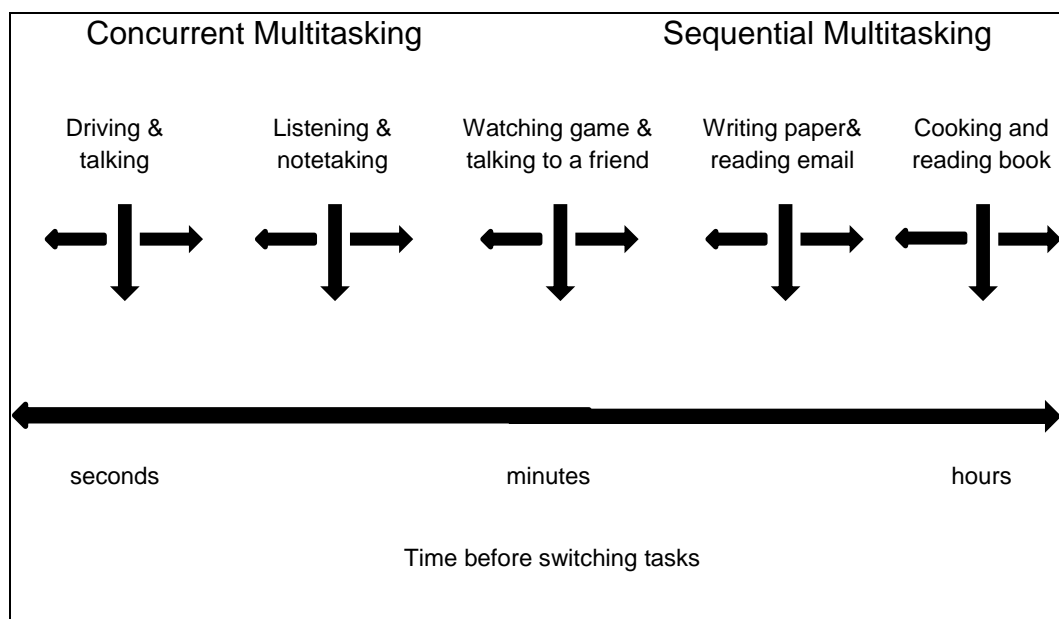 Concurrent Multitasking
Sequential Multitasking
Driving &
talking
Listening &
notetaking
Watching game &
talking to a friend
Writing paper&
reading email
Cooking and
reading book
seconds
minutes
hours
Time before switching tasks